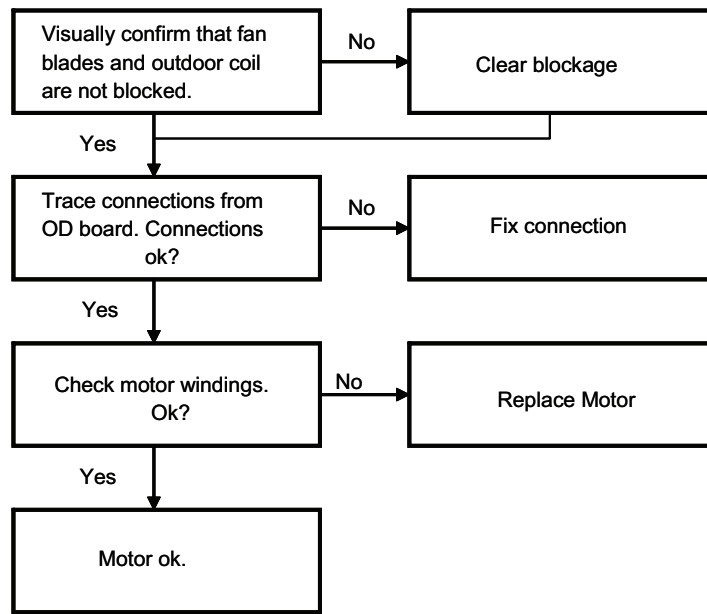 Visually confirm that fan
blades and outdoor coil
are not blocked.
No
Clear blockage
Yes
Trace connections from
OD board. Connections
ok?
No
Fix connection
Yes
Check motor windings.
Ok?
No
Replace Motor
Yes
Motor ok.